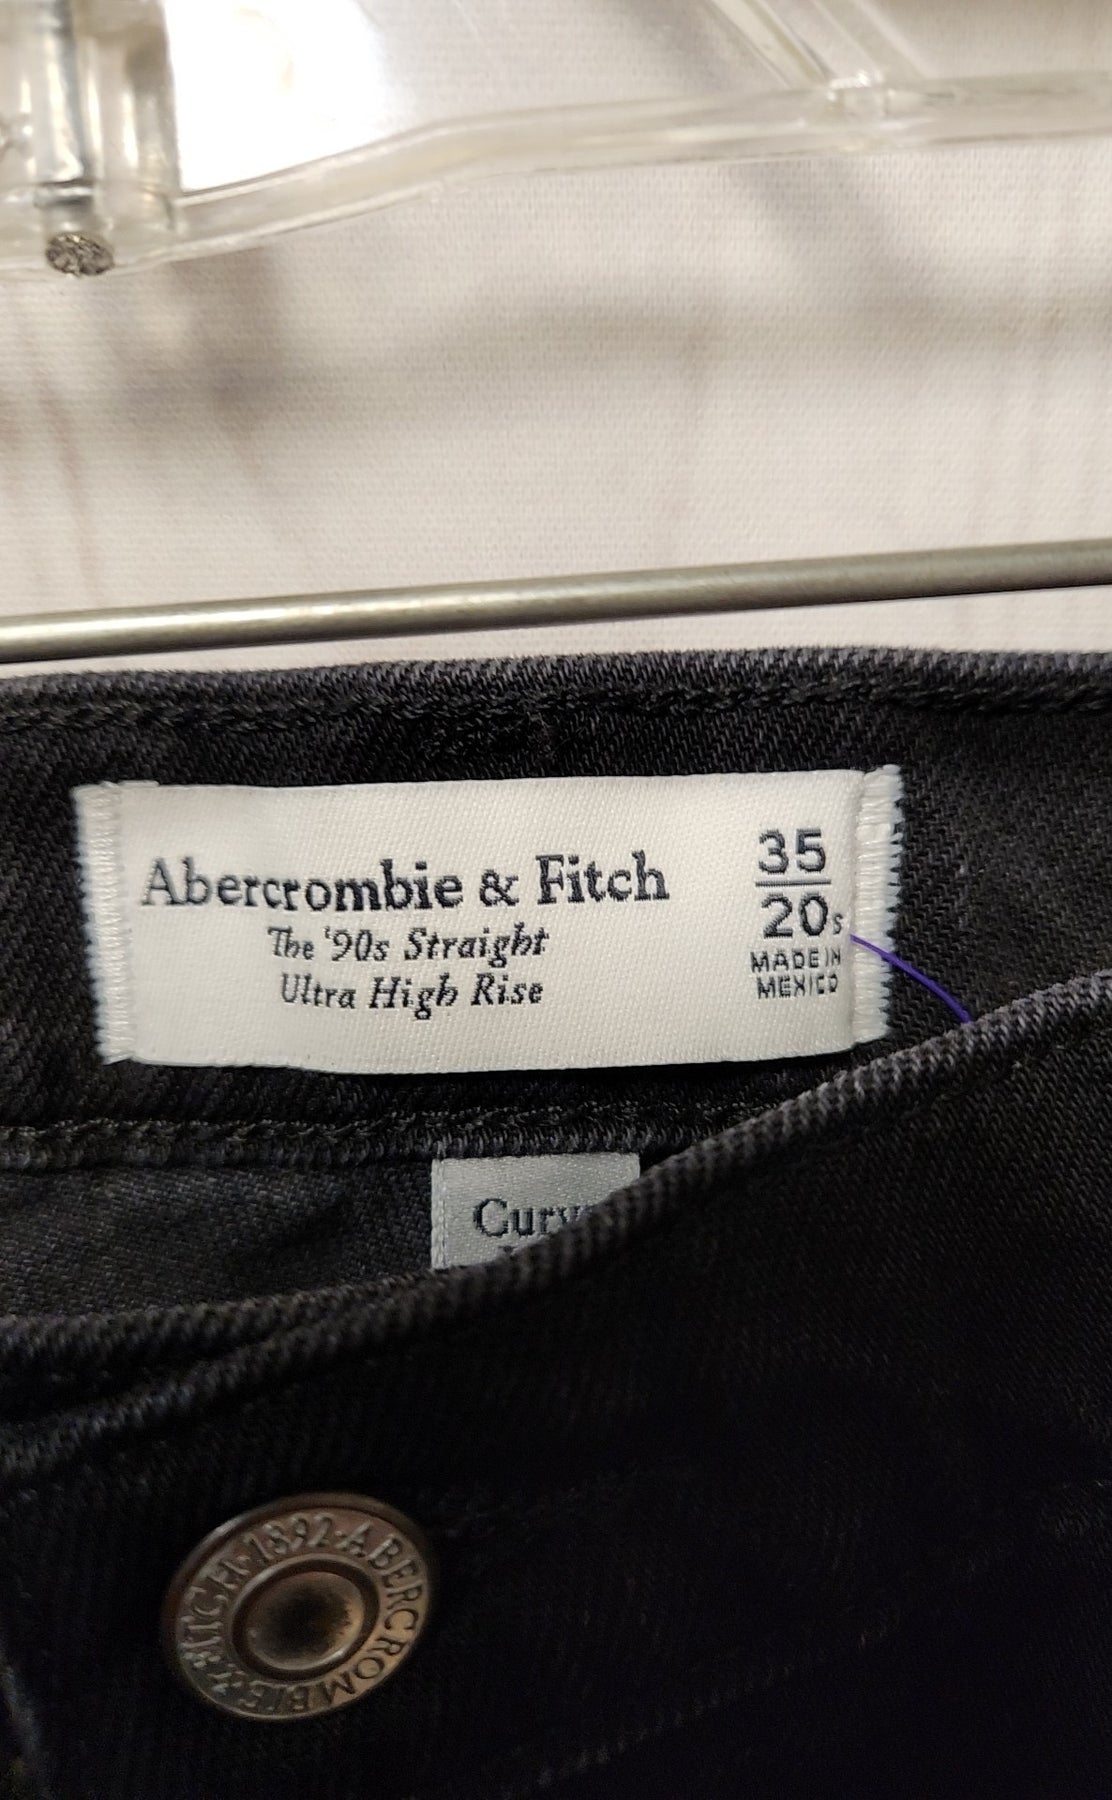 Abercrombie & Fitch
The '90s Straight
Ultra High Rise
35
20s
MADE IN
MEXICO
ABERCROMBIE & FITCH · 1892 ·